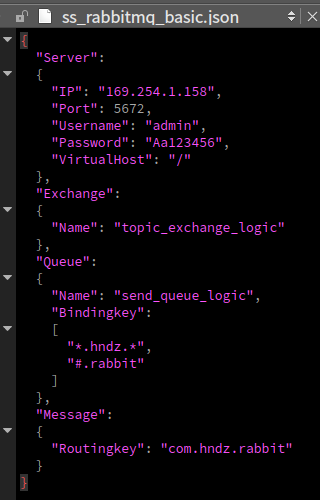 ss_rabbitmq_basic.json
{
"Server":
{
"IP": "169.254.1.158",
"Port": 5672,
"Username": "admin",
"Password": "Aa123456",
"VirtualHost": "/"
},
"Exchange":
{
"Name": "topic_exchange_logic"
},
"Queue":
{
"Name": "send_queue_logic",
"Bindingkey":
[
"*.hndz.*",
"#.rabbit"
]
},
"Message":
{
"Routingkey": "com.hndz.rabbit"
}
}